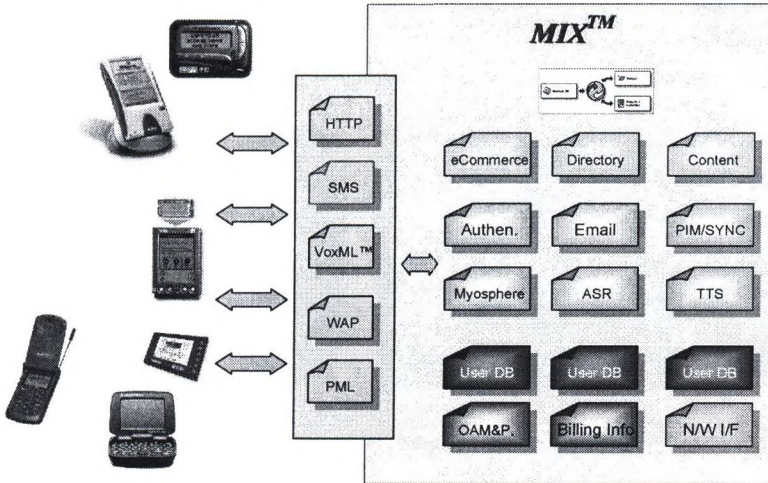 MIX™
HTTP
SMS
VoxML™
WAP
PML
eCommerce
Directory
Content
Authen.
Email
PIM/SYNC
Myosphere
ASR
TTS
User DB
User DB
User DB
OAM&P.
Billing Info
N/W I/F